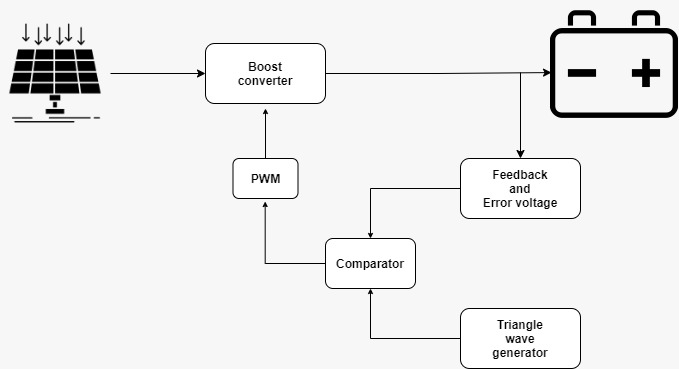 Boost
converter
PWM
Feedback
and
Error voltage
Comparator
Triangle
wave
generator